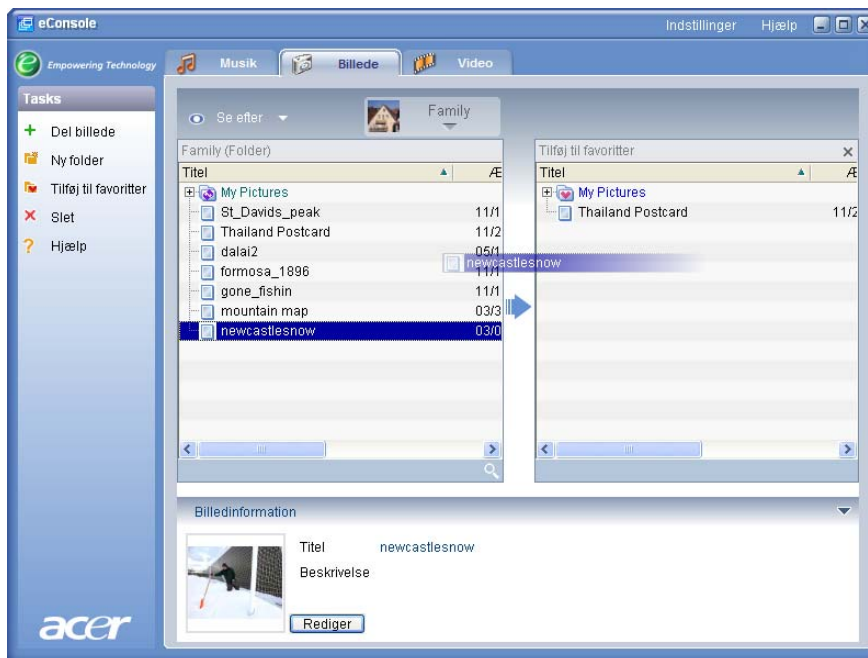 eConsole
Indstillinger Hjælp
Empowering Technology
Musik Billede Video
Tasks
Del billede
Ny folder
Tilføj til favoritter
Slet
Hjælp
Se efter
Family
Family (Folder)
Titel Æ
My Pictures
St_Davids_peak 11/1
Thailand Postcard 11/2
dalai2 05/1
formosa_1896 11/1
gone_fishin 11/1
mountain map 03/3
newcastlesnow 03/0
newcastlesnow
Tilføj til favoritter
Titel Æ
My Pictures
Thailand Postcard 11/2
Billedinformation
Titel newcastlesnow
Beskrivelse
Rediger
acer